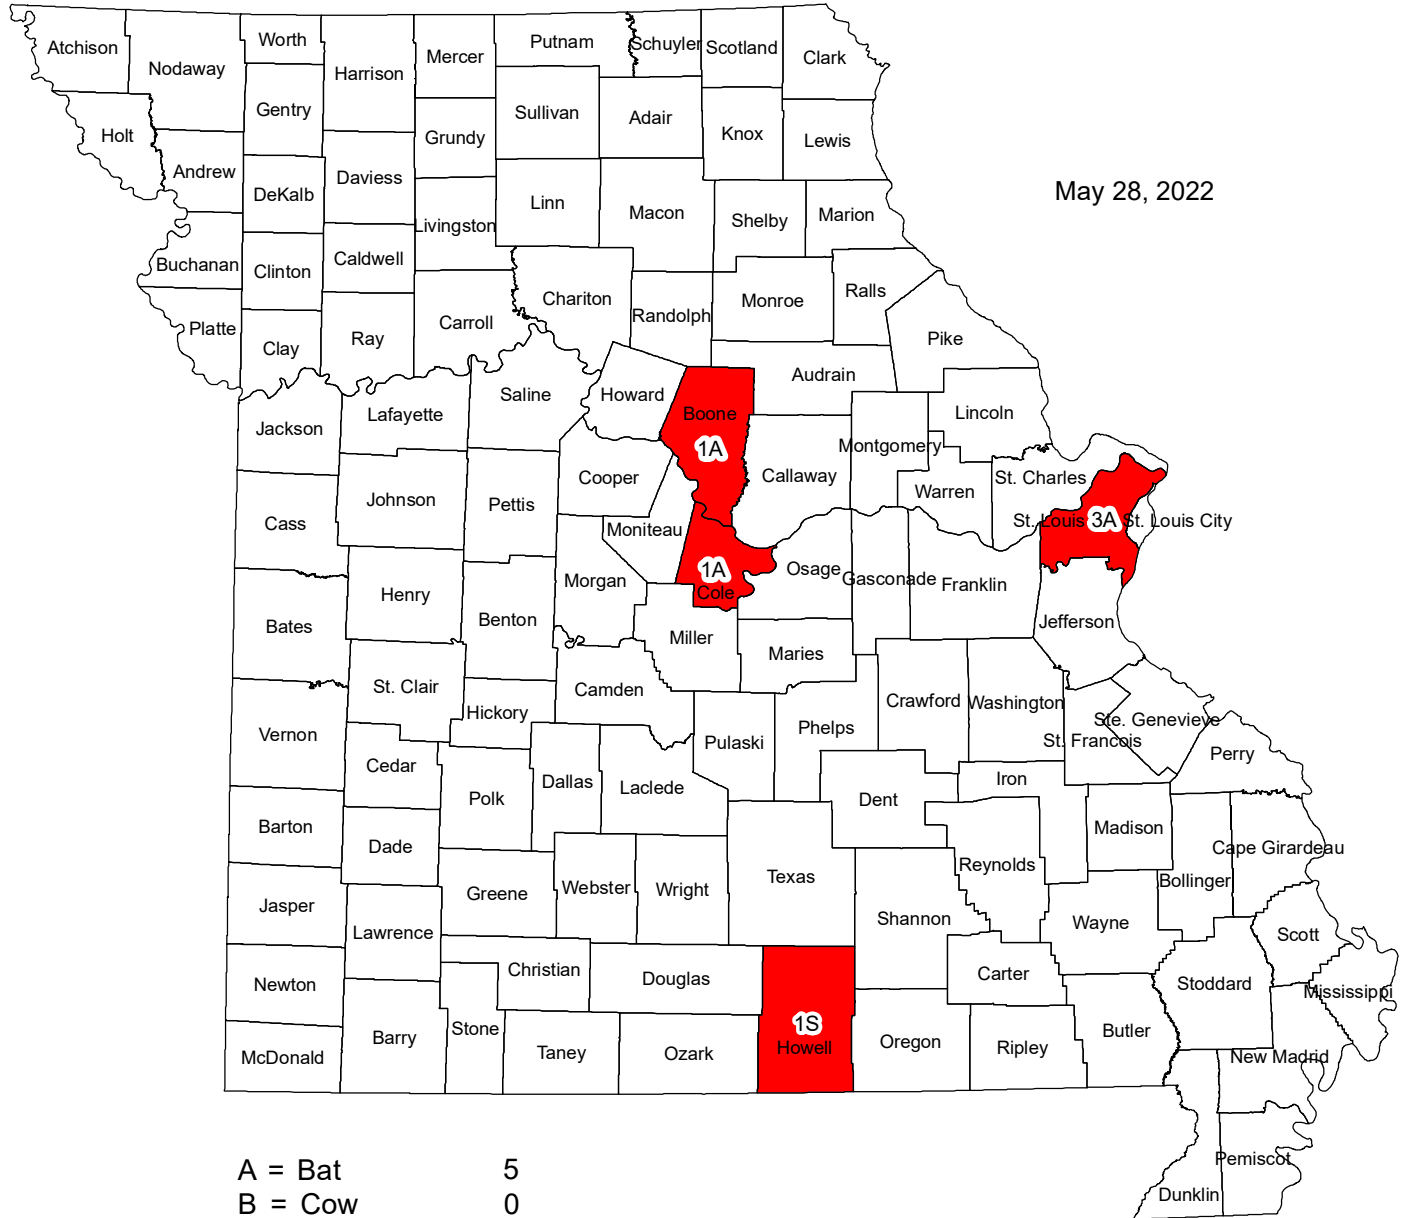 Atchison
Nodaway
Worth
Harrison
Mercer
Putnam
Schuyler
Scotland
Clark
Gentry
Sullivan
Adair
Knox
Lewis
Holt
Grundy
Andrew
DeKalb
Daviess
Linn
Macon
Shelby
Marion
May 28, 2022
Livingston
Buchanan
Clinton
Caldwell
Chariton
Randolph
Monroe
Ralls
Platte
Clay
Ray
Carroll
Pike
Audrain
Saline
Howard
Boone
1A
Lafayette
Jackson
Lincoln
Montgomery
Cooper
Callaway
Warren
St. Charles
Johnson
Pettis
Cass
Moniteau
St. Louis
3A
St. Louis City
1A
Cole
Osage
Gasconade
Franklin
Morgan
Henry
Benton
Bates
Miller
Maries
Jefferson
St. Clair
Camden
Crawford
Washington
Hickory
Ste. Genevieve
Vernon
Pulaski
Phelps
St. Francois
Perry
Cedar
Dallas
Laclede
Iron
Polk
Dent
Barton
Madison
Dade
Cape Girardeau
Reynolds
Texas
Bollinger
Greene
Webster
Wright
Jasper
Shannon
Wayne
Lawrence
Scott
Christian
Douglas
Carter
Newton
Stoddard
Mississippi
1S
Howell
Stone
Barry
Taney
Ozark
Oregon
Ripley
Butler
McDonald
New Madrid
Pemiscot
Dunklin
A = Bat 5
B = Cow 0